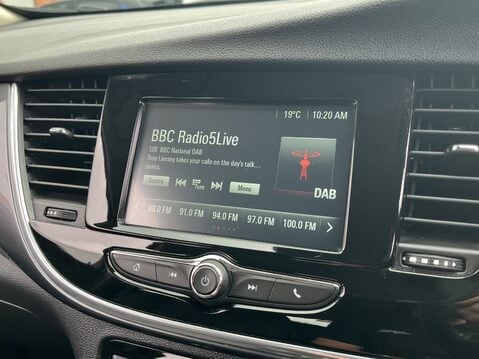 19°C 10:20 AM
BBC Radio5Live
12B BBC National DAB
Tony Livesey takes your calls on the day's talk...
points.
Source Tune Menu
DAB
88.0 FM 91.0 FM 94.0 FM 97.0 FM 100.0 FM